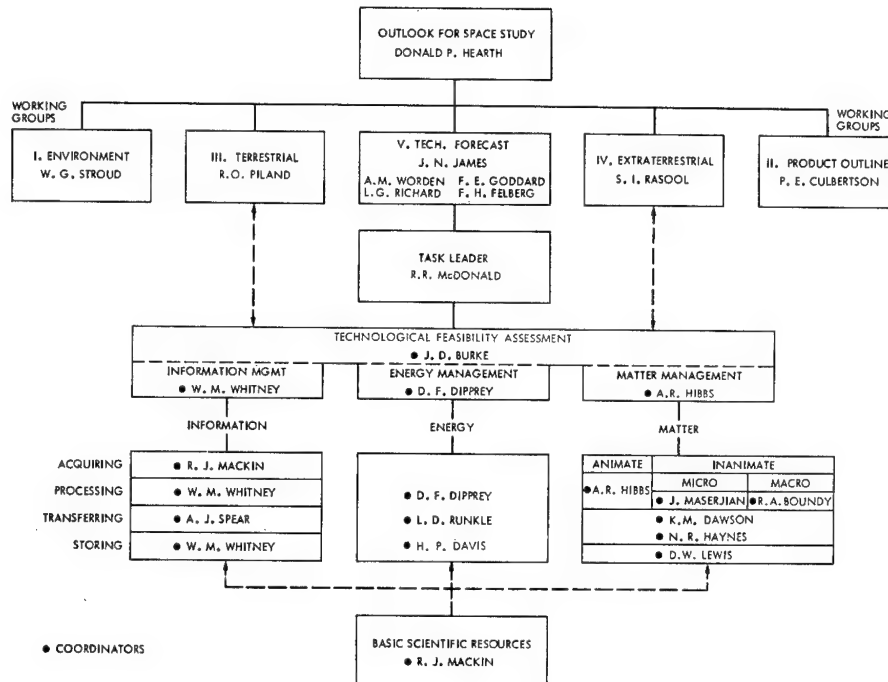 OUTLOOK FOR SPACE STUDY
DONALD P. HEARTH
WORKING
GROUPS
WORKING
GROUPS
I. ENVIRONMENT
W. G. STROUD
III. TERRESTRIAL
R.O. PILAND
V. TECH. FORECAST
J. N. JAMES
A.M. WORDEN F. E. GODDARD
L.G. RICHARD F. H. FELBERG
IV. EXTRATERRESTRIAL
S. I. RASOOL
II. PRODUCT OUTLINE
P. E. CULBERTSON
TASK LEADER
R.R. McDONALD
TECHNOLOGICAL FEASIBILITY ASSESSMENT
● J. D. BURKE
INFORMATION MGMT
● W. M. WHITNEY
ENERGY MANAGEMENT
● D. F. DIPPREY
MATTER MANAGEMENT
● A.R. HIBBS
INFORMATION
ENERGY
MATTER
ACQUIRING
● R. J. MACKIN
PROCESSING
● W. M. WHITNEY
TRANSFERRING
● A. J. SPEAR
STORING
● W. M. WHITNEY
● D. F. DIPPREY
● L. D. RUNKLE
● H. P. DAVIS
ANIMATE
INANIMATE
● A.R. HIBBS
MICRO
MACRO
● J. MASERJIAN
● R.A. BOUNDY
● K.M. DAWSON
● N. R. HAYNES
● D.W. LEWIS
BASIC SCIENTIFIC RESOURCES
● R. J. MACKIN
● COORDINATORS